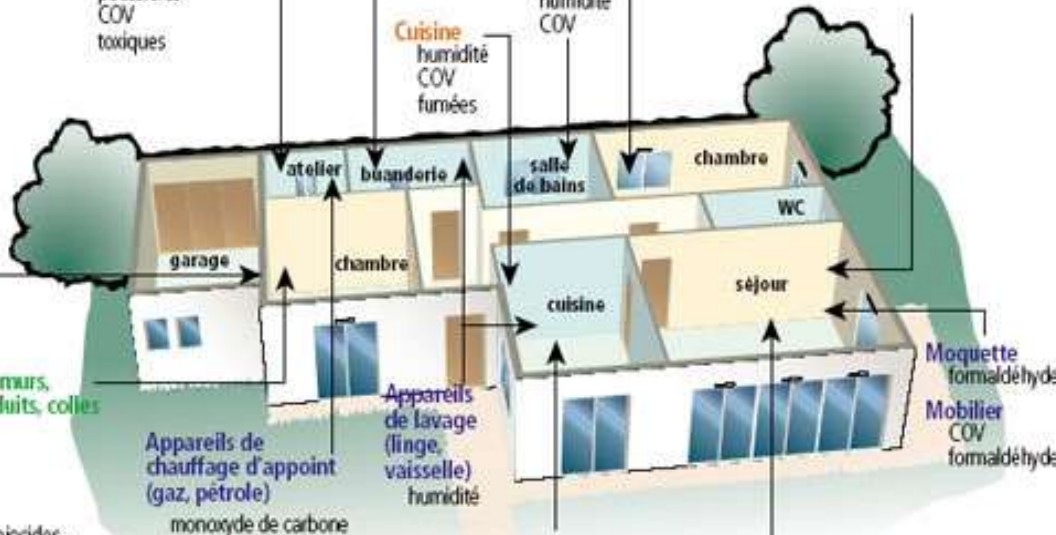 COV
toxiques
Cuisine
humidité
COV
fumées
humidité
COV
atelier
buanderie
salle
de bains
chambre
WC
garage
chambre
cuisine
séjour
murs,
colles
Appareils de
chauffage d'appoint
(gaz, pétrole)
monoxyde de carbone
Appareils
de lavage
(linge,
vaisselle)
humidité
Moquette
formaldéhyde
Mobilier
COV
formaldéhyde